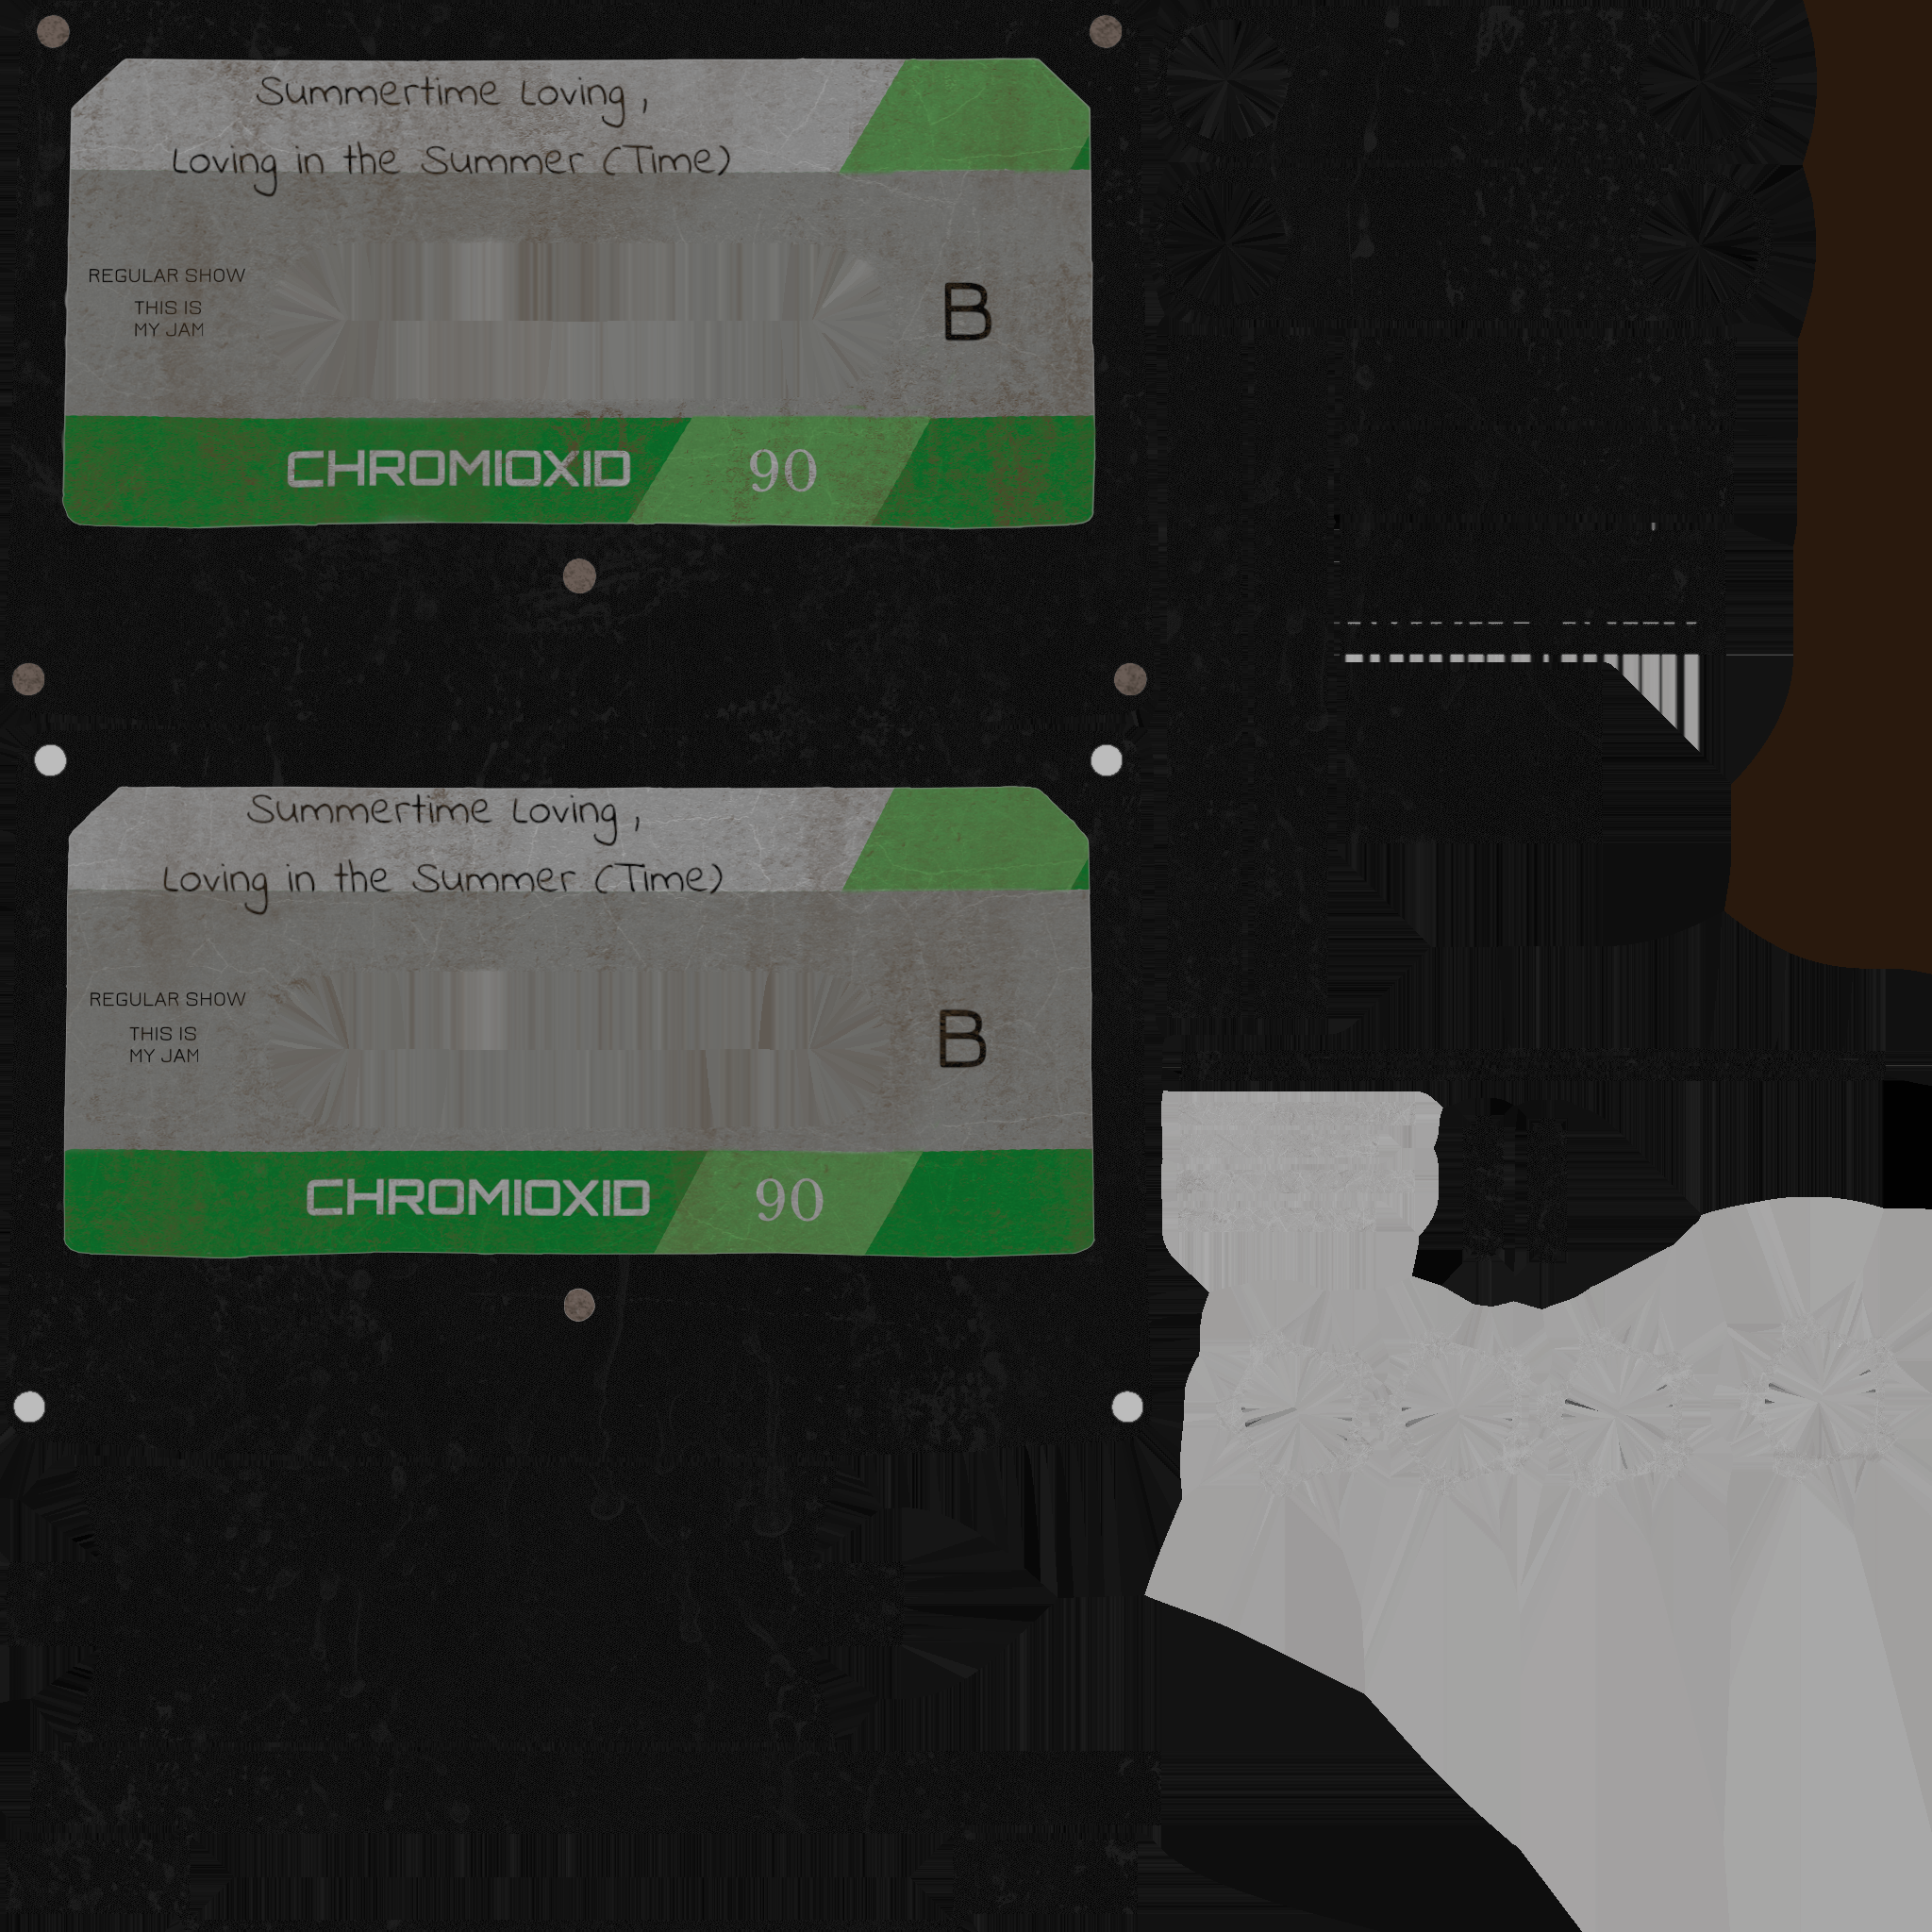 Summertime Loving ,
Loving in the Summer (Time)
REGULAR SHOW
THIS IS
MY JAM
B
CHROMIOXID 90
Summertime Loving ,
Loving in the Summer (Time)
REGULAR SHOW
THIS IS
MY JAM
B
CHROMIOXID 90